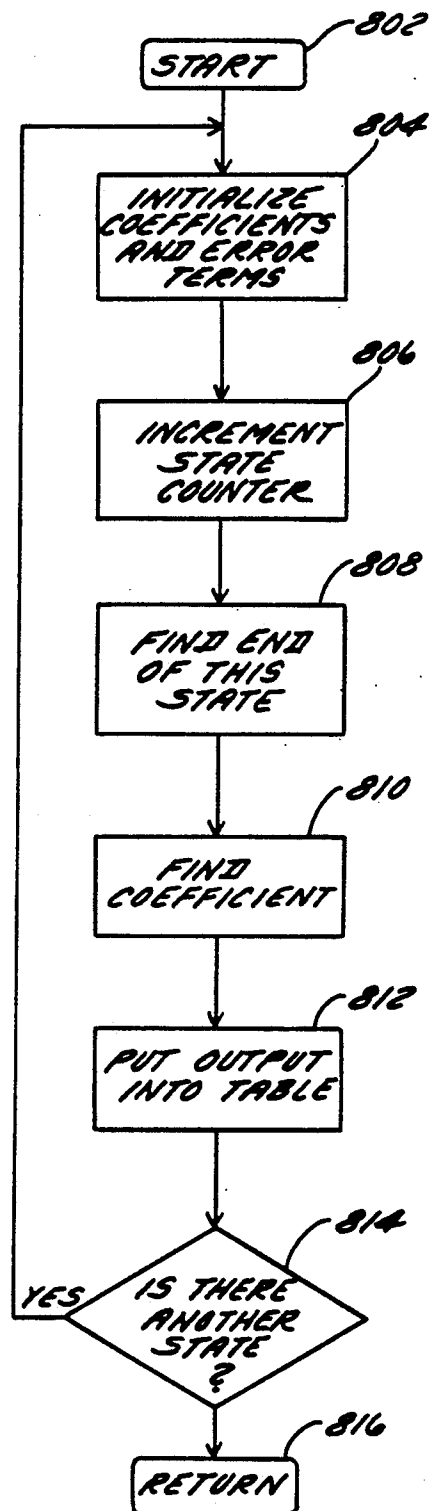 802
START
804
INITIALIZE
COEFFICIENTS
AND ERROR
TERMS
806
INCREMENT
STATE
COUNTER
808
FIND END
OF THIS
STATE
810
FIND
COEFFICIENT
812
PUT OUTPUT
INTO TABLE
814
YES
IS THERE
ANOTHER
STATE
?
816
RETURN